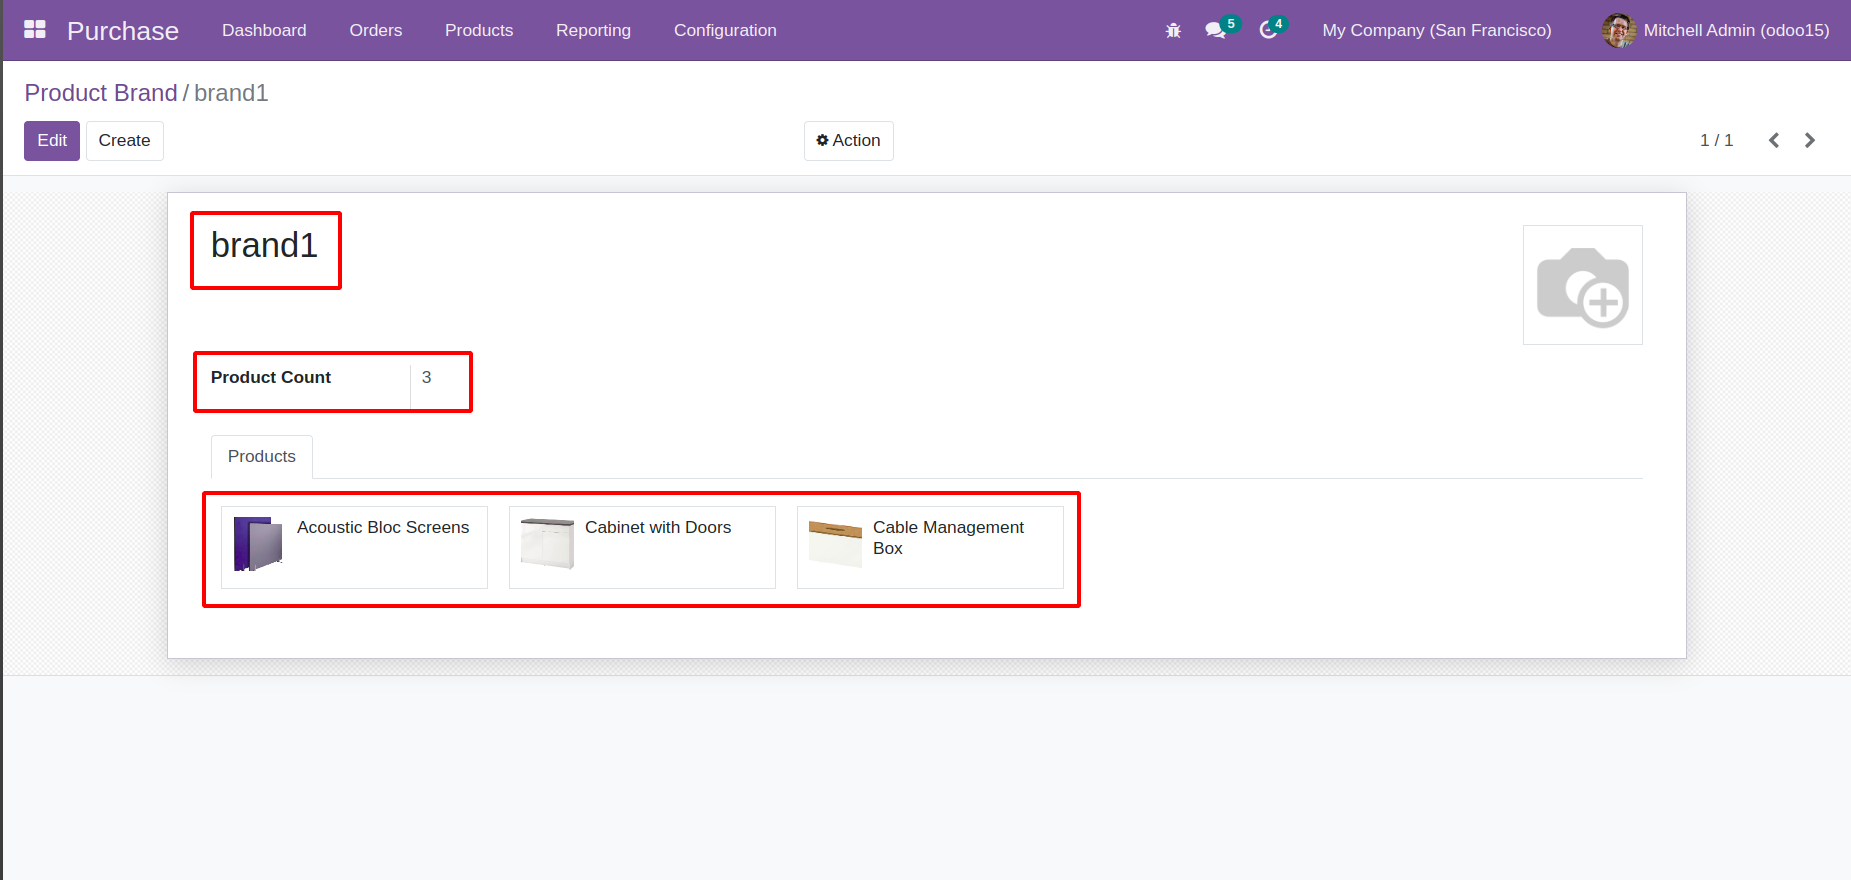 Purchase Dashboard Orders Products Reporting Configuration 5 4 My Company (San Francisco) Mitchell Admin (odoo15)
Product Brand / brand1
Edit Create Action 1 / 1
brand1
Product Count 3
Products
Acoustic Bloc Screens
Cabinet with Doors
Cable Management
Box